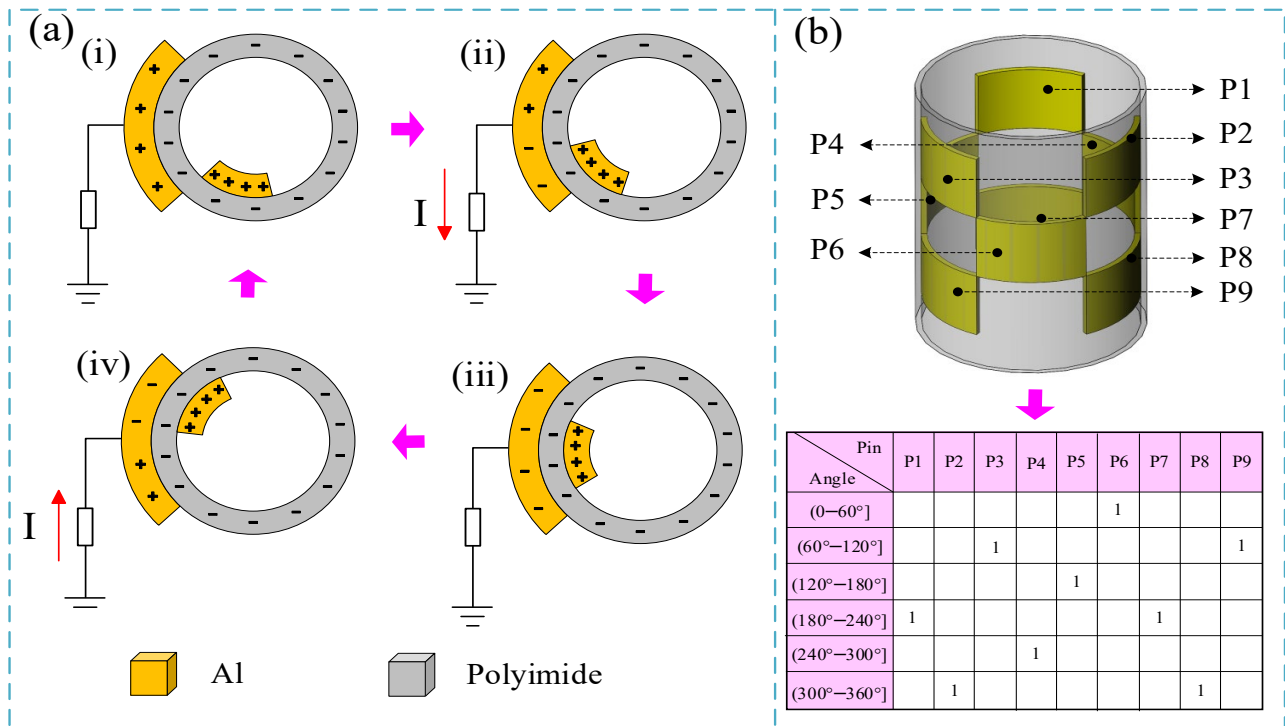 (a)
(i)
(ii)
I
(iv)
(iii)
I
Al
Polyimide
(b)
P1
P2
P4
P3
P5
P7
P6
P8
P9
Pin
Angle
P1 P2 P3 P4 P5 P6 P7 P8 P9
(0—60°] 1
(60°—120°] 1 1
(120°—180°] 1
(180°—240°] 1 1
(240°—300°] 1
(300°—360°] 1 1